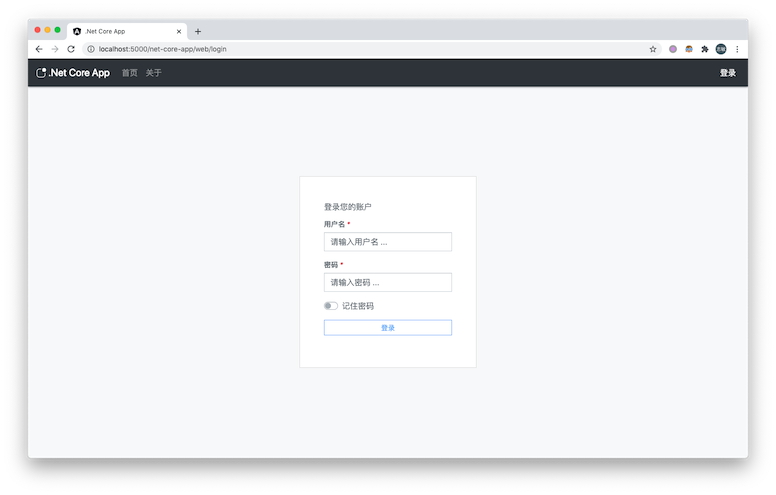 .Net Core App
localhost:5000/net-core-app/web/login
.Net Core App 首页 关于 登录
登录您的账户
用户名 *
请输入用户名 ...
密码 *
请输入密码 ...
记住密码
登录